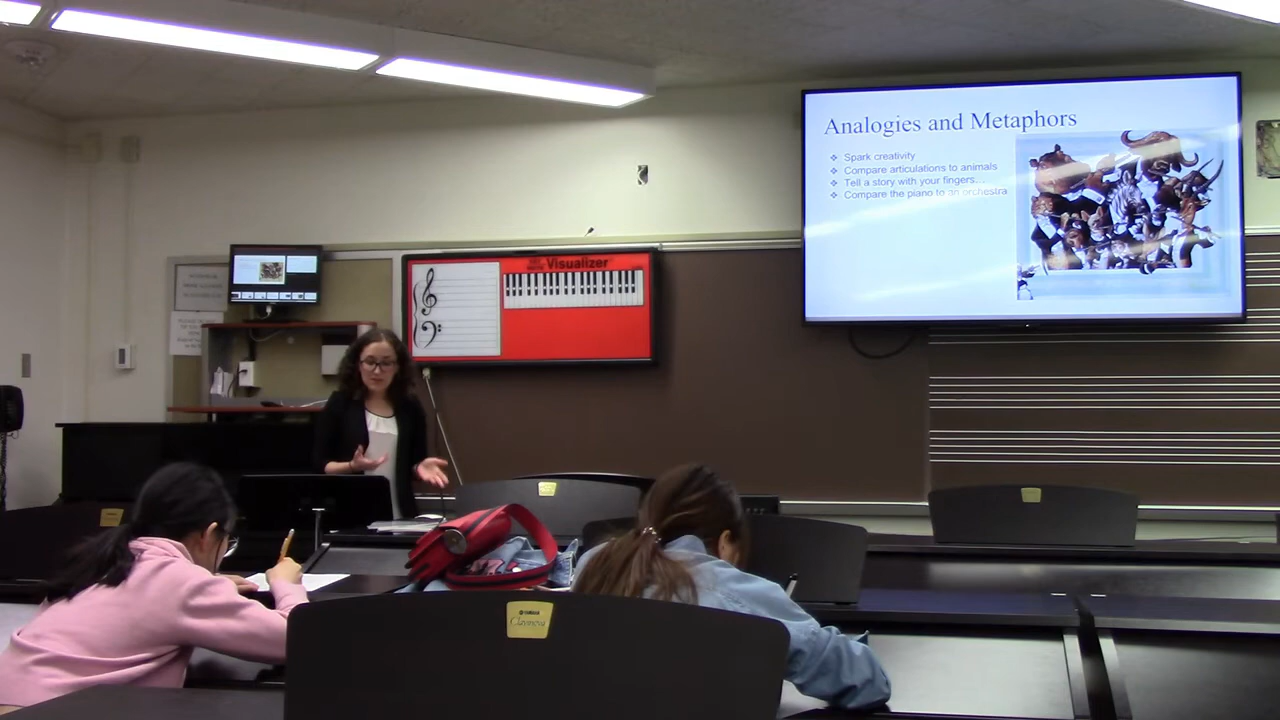 Analogies and Metaphors
❖ Spark creativity
❖ Compare articulations to animals
❖ Tell a story with your fingers...
❖ Compare the piano to an orchestra
Visualizer
YAMAHA
Clavinova